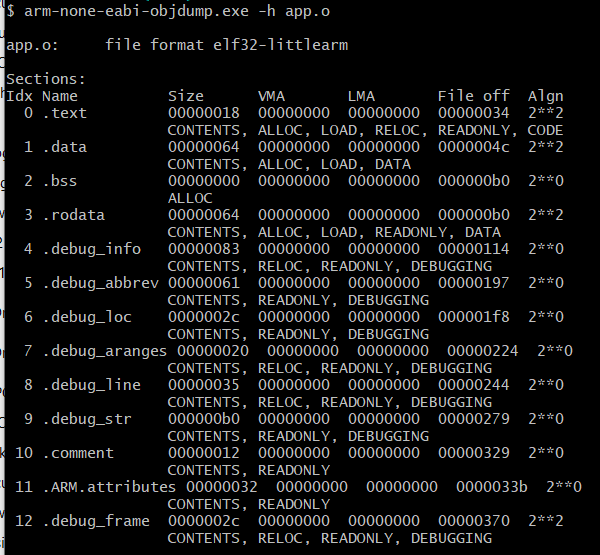 $ arm-none-eabi-objdump.exe -h app.o
app.o:     file format elf32-littlearm
Sections:
Idx Name          Size      VMA       LMA       File off  Algn
  0 .text         00000018  00000000  00000000  00000034  2**2
                  CONTENTS, ALLOC, LOAD, RELOC, READONLY, CODE
  1 .data         00000064  00000000  00000000  0000004c  2**2
                  CONTENTS, ALLOC, LOAD, DATA
  2 .bss          00000000  00000000  00000000  000000b0  2**0
                  ALLOC
  3 .rodata       00000064  00000000  00000000  000000b0  2**2
                  CONTENTS, ALLOC, LOAD, READONLY, DATA
  4 .debug_info   00000083  00000000  00000000  00000114  2**0
                  CONTENTS, RELOC, READONLY, DEBUGGING
  5 .debug_abbrev 00000061  00000000  00000000  00000197  2**0
                  CONTENTS, READONLY, DEBUGGING
  6 .debug_loc    0000002c  00000000  00000000  000001f8  2**0
                  CONTENTS, READONLY, DEBUGGING
  7 .debug_aranges 00000020  00000000  00000000  00000224  2**0
                  CONTENTS, RELOC, READONLY, DEBUGGING
  8 .debug_line   00000035  00000000  00000000  00000244  2**0
                  CONTENTS, RELOC, READONLY, DEBUGGING
  9 .debug_str    000000b0  00000000  00000000  00000279  2**0
                  CONTENTS, READONLY, DEBUGGING
 10 .comment      00000012  00000000  00000000  00000329  2**0
                  CONTENTS, READONLY
 11 .ARM.attributes 00000032  00000000  00000000  0000033b  2**0
                  CONTENTS, READONLY
 12 .debug_frame  0000002c  00000000  00000000  00000370  2**2
                  CONTENTS, RELOC, READONLY, DEBUGGING